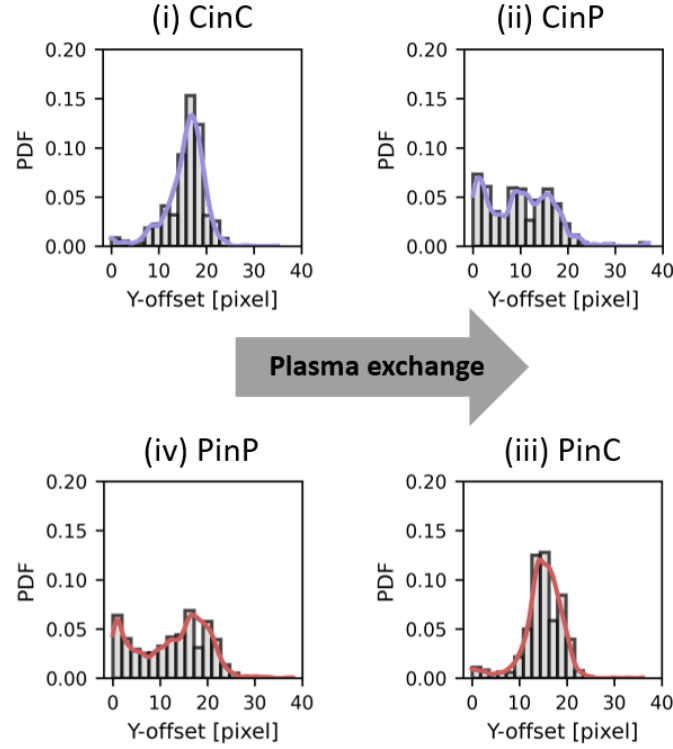 (i) CinC
0.20
0.15
0.10
0.05
0.00
PDF
0 10 20 30 40
Y-offset [pixel]
(ii) CinP
0.20
0.15
0.10
0.05
0.00
PDF
0 10 20 30 40
Y-offset [pixel]
Plasma exchange
(iv) PinP
0.20
0.15
0.10
0.05
0.00
PDF
0 10 20 30 40
Y-offset [pixel]
(iii) PinC
0.20
0.15
0.10
0.05
0.00
PDF
0 10 20 30 40
Y-offset [pixel]